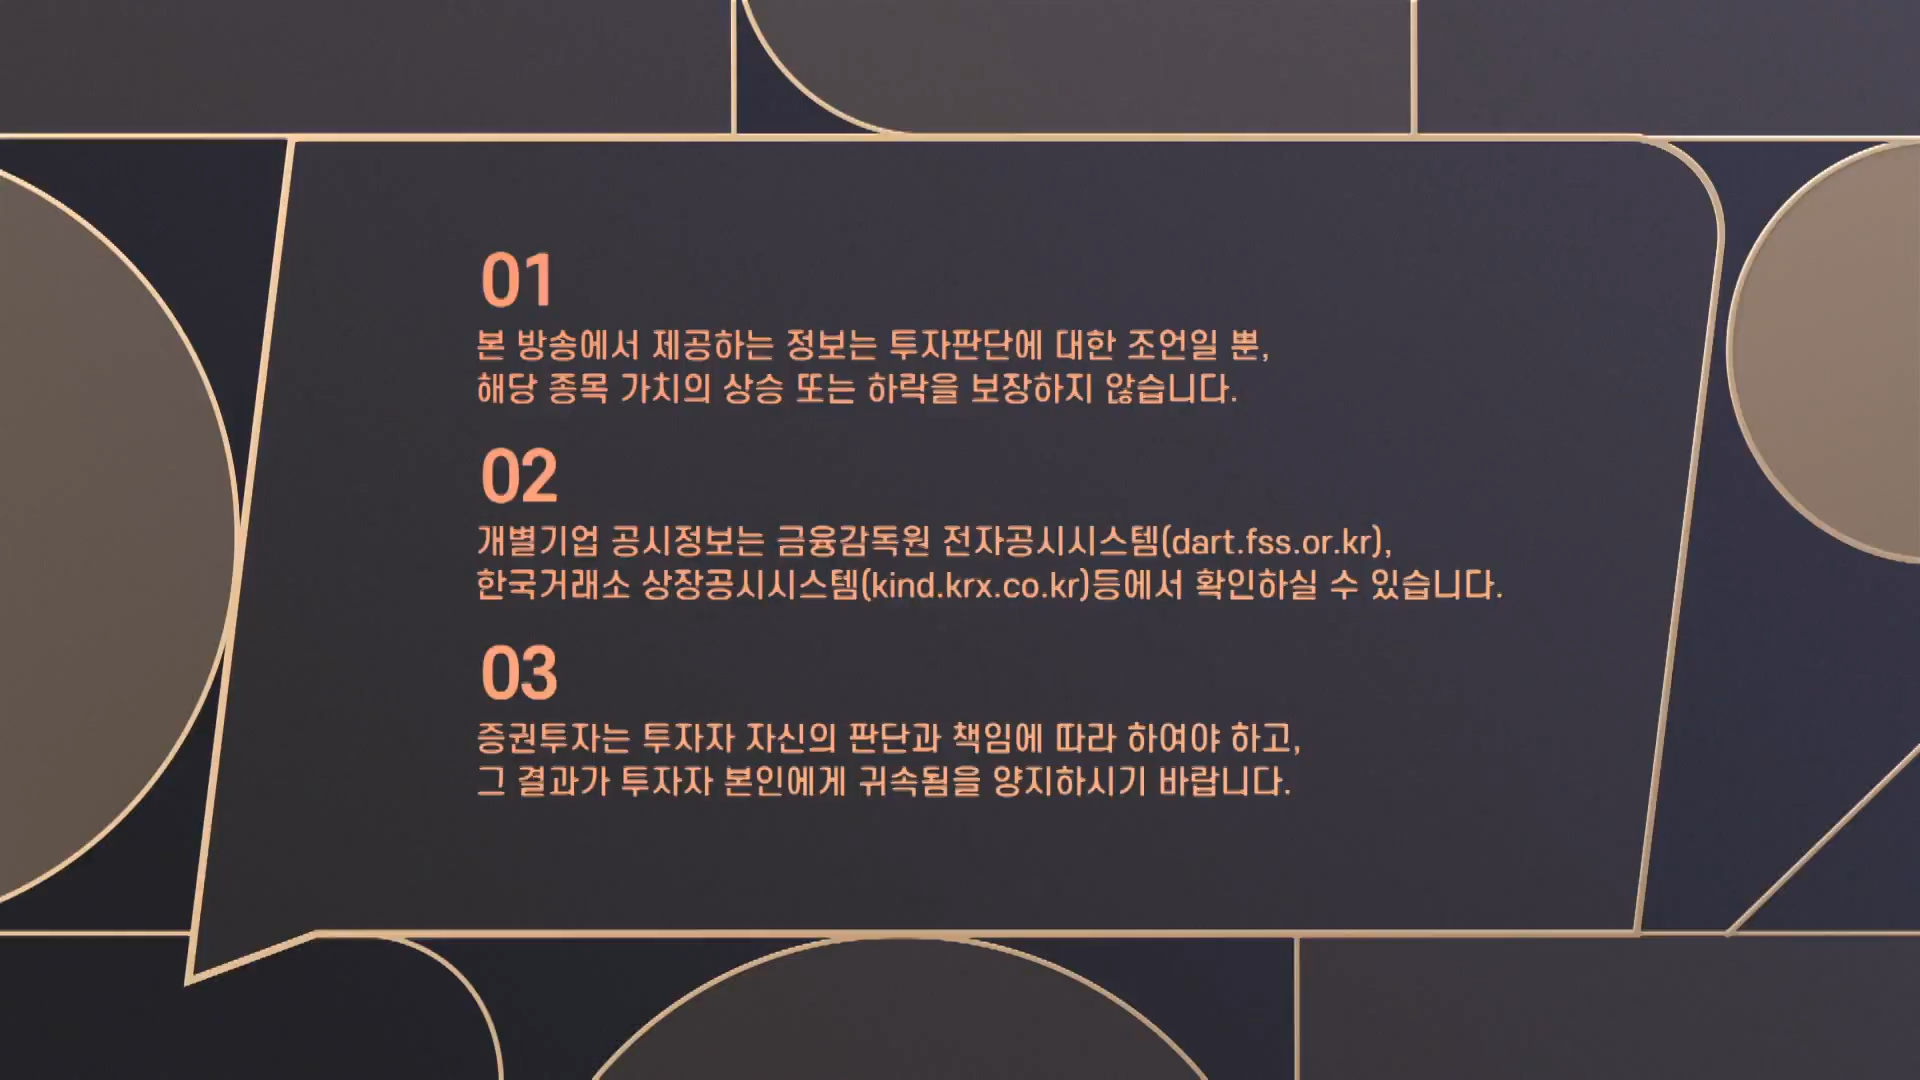 01
본 방송에서 제공하는 정보는 투자판단에 대한 조언일 뿐,
해당 종목 가치의 상승 또는 하락을 보장하지 않습니다.
02
개별기업 공시정보는 금융감독원 전자공시시스템(dart.fss.or.kr),
한국거래소 상장공시시스템(kind.krx.co.kr)등에서 확인하실 수 있습니다.
03
증권투자는 투자자 자신의 판단과 책임에 따라 하여야 하고,
그 결과가 투자자 본인에게 귀속됨을 양지하시기 바랍니다.